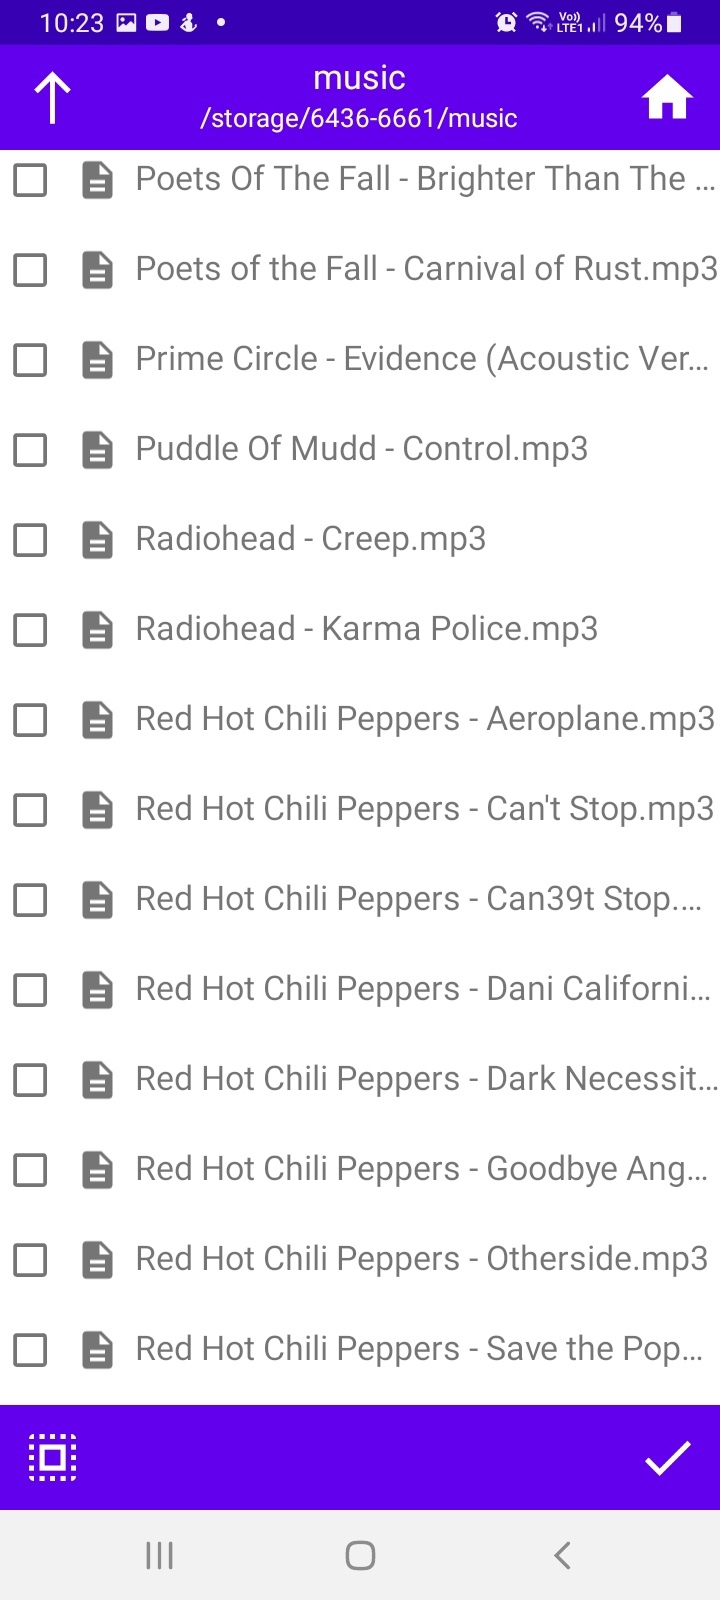 10:23
Vo))
LTE1
94%
music
/storage/6436-6661/music
Poets Of The Fall - Brighter Than The ...
Poets of the Fall - Carnival of Rust.mp3
Prime Circle - Evidence (Acoustic Ver...
Puddle Of Mudd - Control.mp3
Radiohead - Creep.mp3
Radiohead - Karma Police.mp3
Red Hot Chili Peppers - Aeroplane.mp3
Red Hot Chili Peppers - Can't Stop.mp3
Red Hot Chili Peppers - Can39t Stop....
Red Hot Chili Peppers - Dani Californi...
Red Hot Chili Peppers - Dark Necessit...
Red Hot Chili Peppers - Goodbye Ang...
Red Hot Chili Peppers - Otherside.mp3
Red Hot Chili Peppers - Save the Pop...